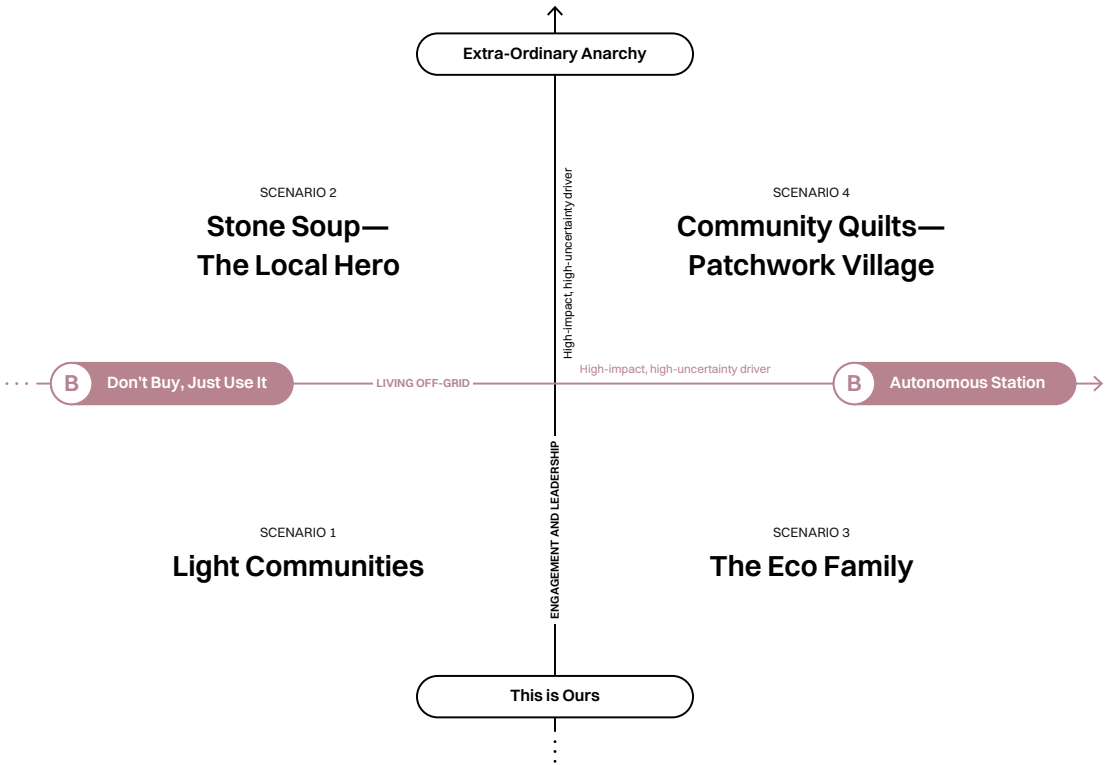 Extra-Ordinary Anarchy
SCENARIO 2
Stone Soup—
The Local Hero
High-impact, high-uncertainty driver
SCENARIO 4
Community Quilts—
Patchwork Village
B Don't Buy, Just Use It
LIVING OFF-GRID
High-impact, high-uncertainty driver
B Autonomous Station
ENGAGEMENT AND LEADERSHIP
SCENARIO 1
Light Communities
SCENARIO 3
The Eco Family
This is Ours